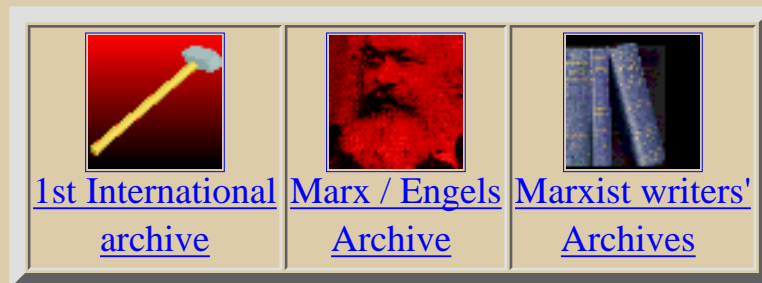 1st International
archive
Marx / Engels
Archive
Marxist writers'
Archives